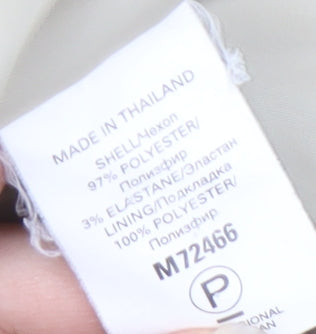 MADE IN THAILAND
SHELL/Чехол
97% POLYESTER/
Полиэфир
3% ELASTANE/Эластан
LINING/Подкладка
100% POLYESTER/
Полиэфир
M72466
P